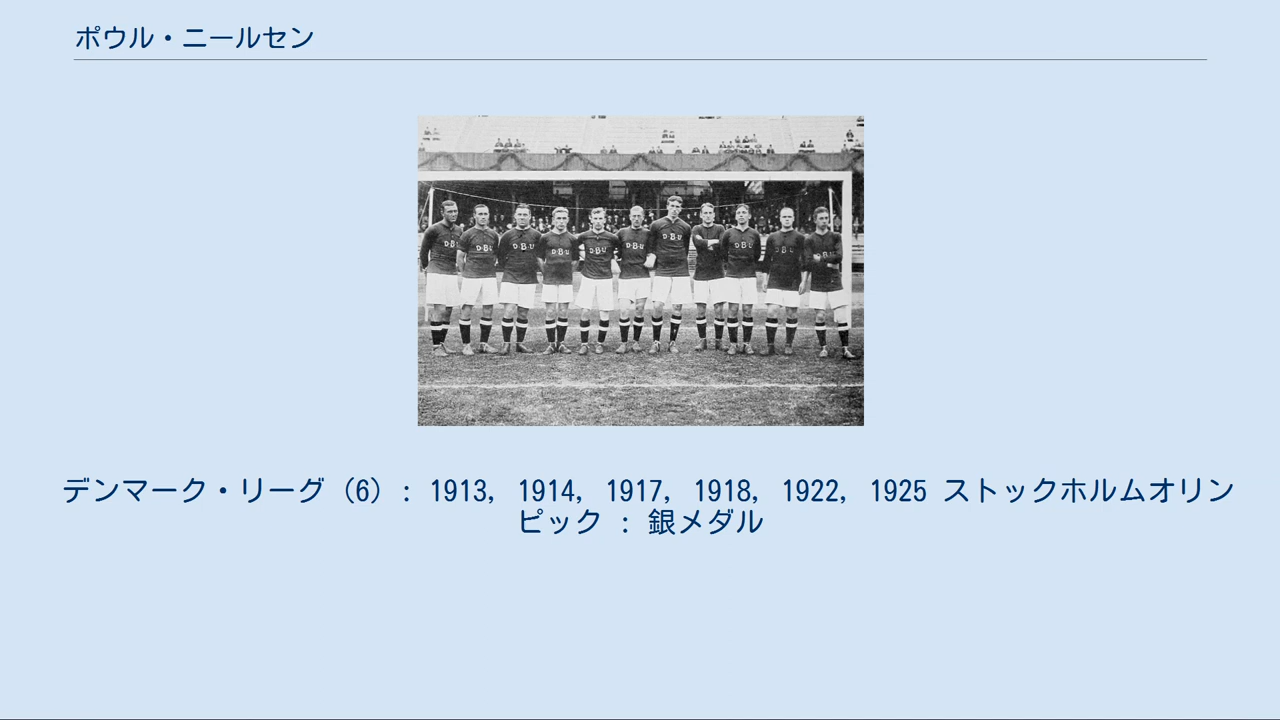 ポウル・ニールセン
D·B·U
D·B·U
D·B·U
D·B·U
D·B·U
D·B·U
D·B·U
D·B·U
デンマーク・リーグ (6) : 1913, 1914, 1917, 1918, 1922, 1925 ストックホルムオリン
ピック : 銀メダル